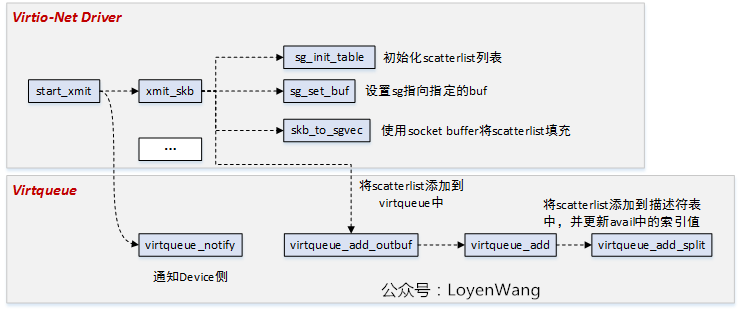 Virtio-Net Driver
sg_init_table
初始化scatterlist列表
start_xmit
xmit_skb
sg_set_buf
设置sg指向指定的buf
skb_to_sgvec
使用socket buffer将scatterlist填充
...
Virtqueue
将scatterlist添加到
virtqueue中
将scatterlist添加到描述符表
中，并更新avail中的索引值
virtqueue_notify
virtqueue_add_outbuf
virtqueue_add
virtqueue_add_split
通知Device侧
公众号：LoyenWang